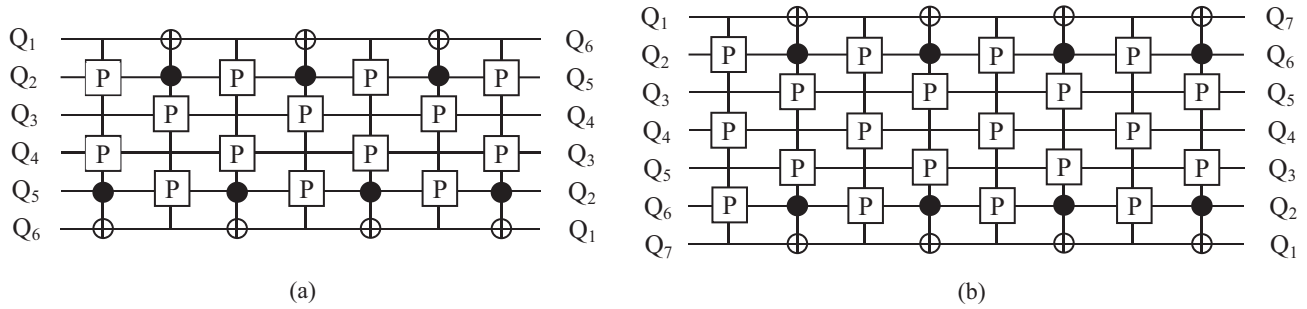 Q₁ Q₆
Q₂ P P P P Q₅
Q₃ P P P Q₄
Q₄ P P P P Q₃
Q₅ P P P Q₂
Q₆ Q₁
(a)
Q₁ Q₇
Q₂ P P P P Q₆
Q₃ P P P P Q₅
Q₄ P P P P Q₄
Q₅ P P P P Q₃
Q₆ P P P P Q₂
Q₇ Q₁
(b)